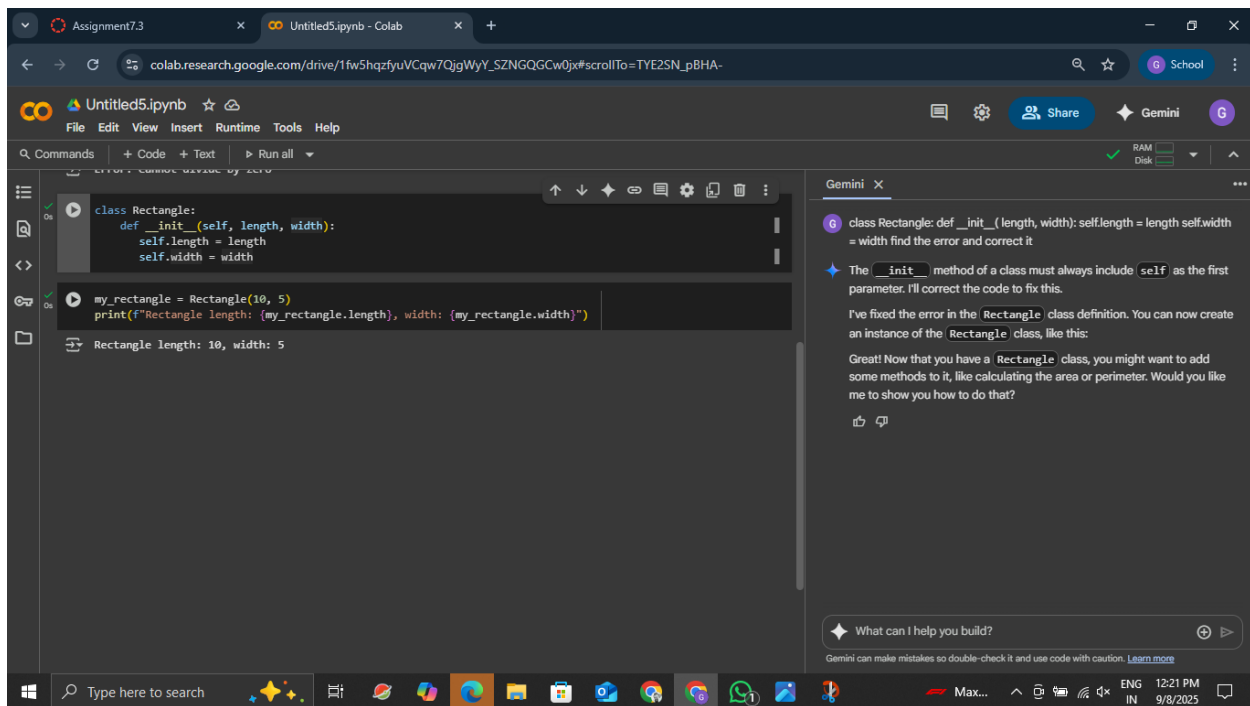 Assignment7.3
Untitled5.ipynb - Colab
colab.research.google.com/drive/1fw5hqzfyuVCqw7QjgWyY_SZNGQGCw0jx#scrollTo=TYE2SN_pBHA-
G School
Untitled5.ipynb
File Edit View Insert Runtime Tools Help
Share
Gemini
G
Commands + Code + Text Run all
RAM
Disk
Error: Cannot divide by zero
0s
class Rectangle:
def __init__(self, length, width):
self.length = length
self.width = width
0s
my_rectangle = Rectangle(10, 5)
print(f"Rectangle length: {my_rectangle.length}, width: {my_rectangle.width}")
Rectangle length: 10, width: 5
Gemini
G
class Rectangle: def __init__( length, width): self.length = length self.width
= width find the error and correct it
The __init__ method of a class must always include self as the first
parameter. I'll correct the code to fix this.
I've fixed the error in the Rectangle class definition. You can now create
an instance of the Rectangle class, like this:
Great! Now that you have a Rectangle class, you might want to add
some methods to it, like calculating the area or perimeter. Would you like
me to show you how to do that?
What can I help you build?
Gemini can make mistakes so double-check it and use code with caution. Learn more
Type here to search
Max...
ENG
IN
12:21 PM
9/8/2025